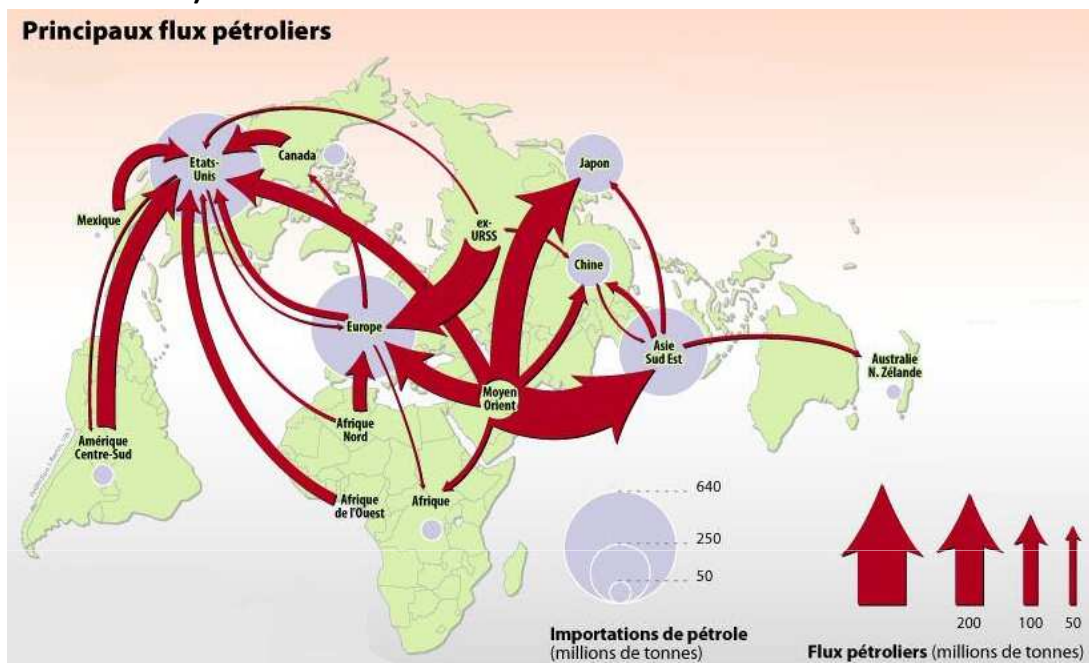 Principaux flux pétroliers
Etats-
Unis
Canada
Mexique
Japon
ex-
URSS
Chine
Europe
Asie
Sud Est
Australie
N. Zélande
Moyen
Orient
Afrique
Nord
Amérique
Centre-Sud
Afrique
de l'Ouest
Afrique
640
250
50
Importations de pétrole
(millions de tonnes)
200
100
50
Flux pétroliers (millions de tonnes)